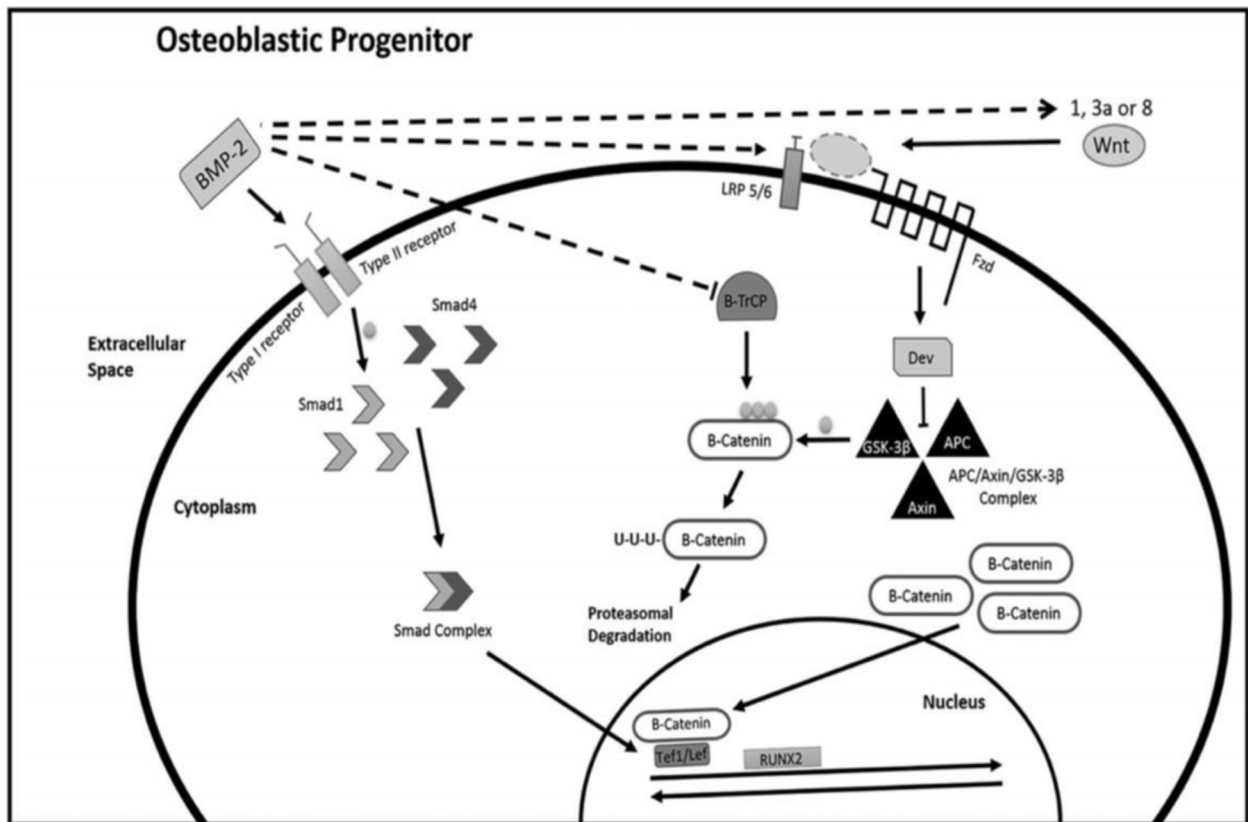 Osteoblastic Progenitor
1, 3a or 8
Wnt
BMP-2
LRP 5/6
Fzd
Type II receptor
Type I receptor
Smad4
B-TrCP
Extracellular
Space
Dev
Smad1
B-Catenin
GSK-3β
APC
Axin
APC/Axin/GSK-3β
Complex
Cytoplasm
U-U-U-
B-Catenin
B-Catenin
B-Catenin
B-Catenin
Proteasomal
Degradation
Smad Complex
Nucleus
B-Catenin
Tef1/Lef
RUNX2